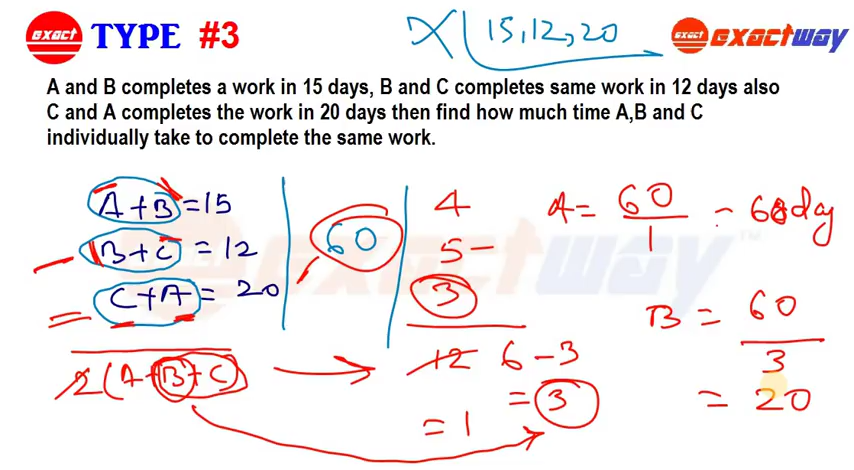 exact TYPE #3
X 15, 12, 20
exactway
A and B completes a work in 15 days, B and C completes same work in 12 days also
C and A completes the work in 20 days then find how much time A,B and C
individually take to complete the same work.
A+B = 15
B+C = 12
C+A = 20
60
4
5 –
3
2(A+B+C)
12 6 – 3
= 3
= 1
A = 60/1 = 60 day
B = 60/3
= 20
exactway
TM